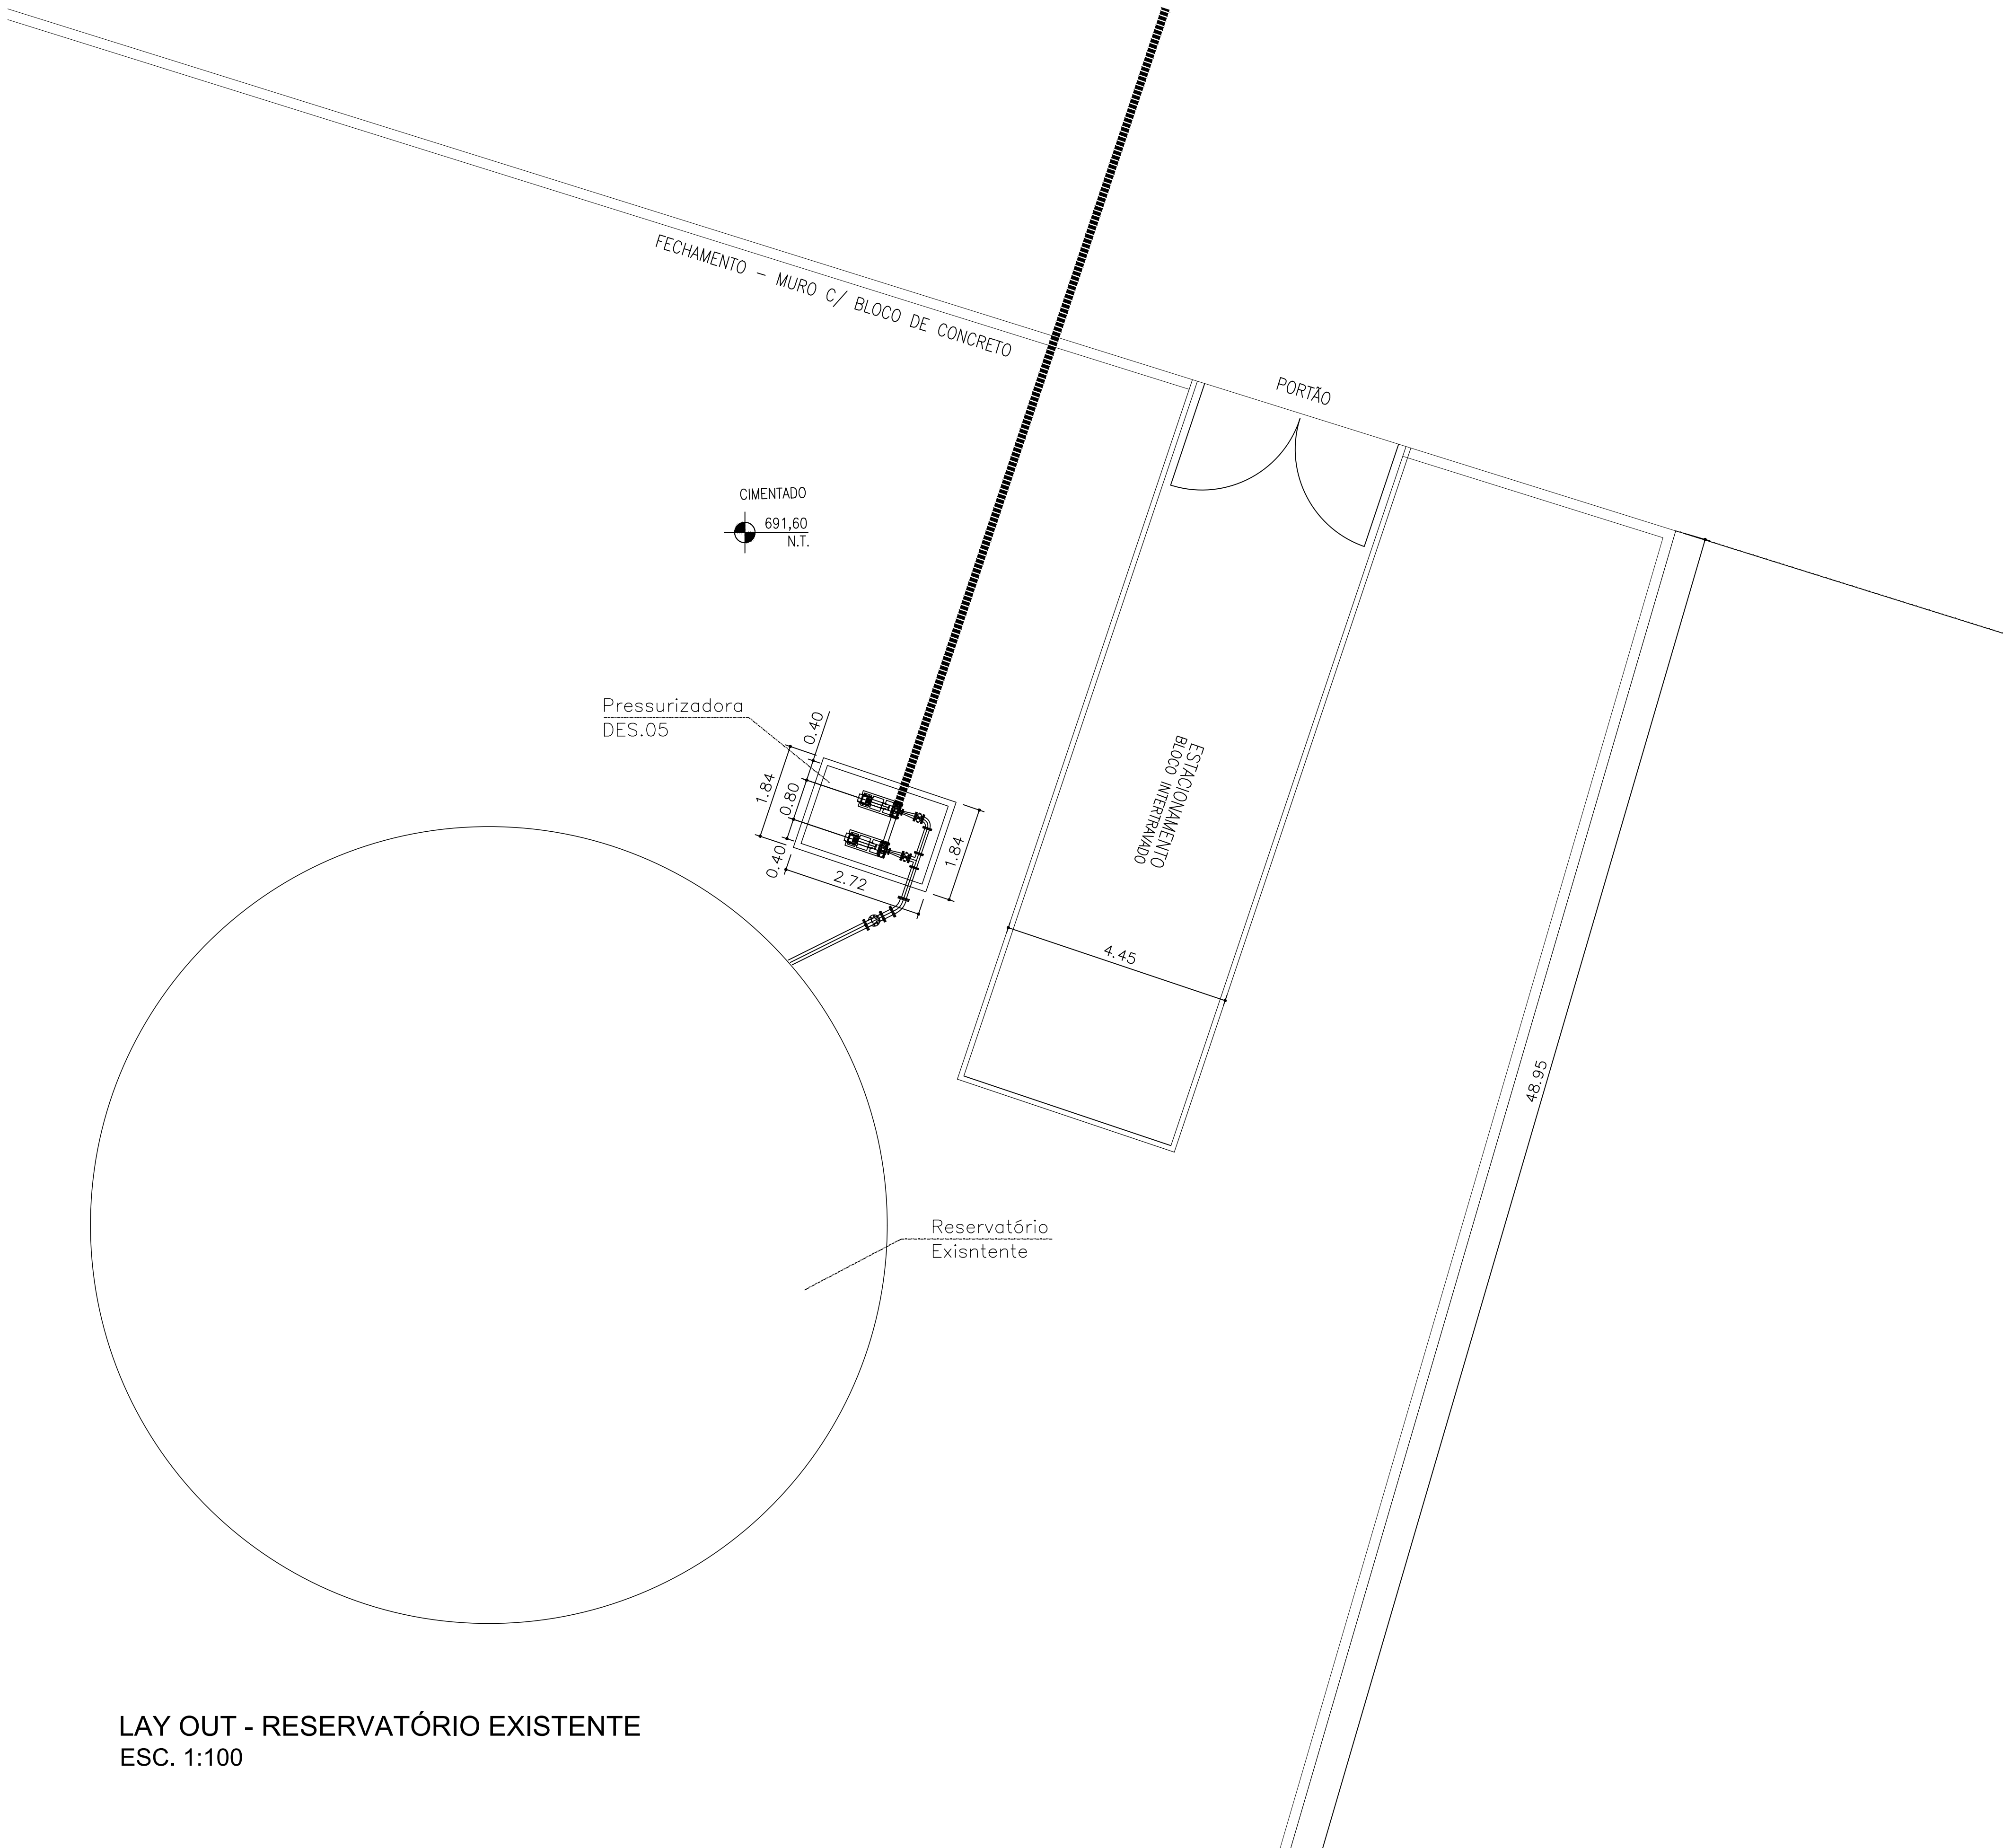 FECHAMENTO - MURO C/ BLOCO DE CONCRETO
PORTÃO
CIMENTADO
691,60
N.T.
Pressurizadora
DES.05
0.40
1.84
0.80
0.40
2.72
1.84
ESTACIONAMENTO
BLOCO INTERTRAVADO
4.45
48.95
Reservatório
Exisntente
LAY OUT - RESERVATÓRIO EXISTENTE
ESC. 1:100